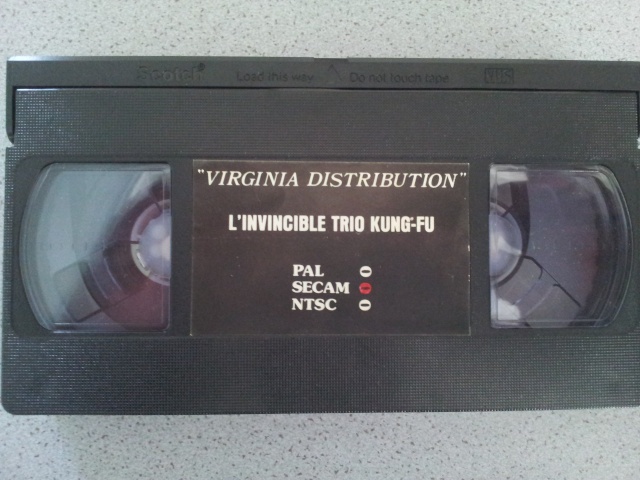 Scotch Load this way Do not touch tape VHS
"VIRGINIA DISTRIBUTION"
L'INVINCIBLE TRIO KUNG-FU
PAL
SECAM
NTSC